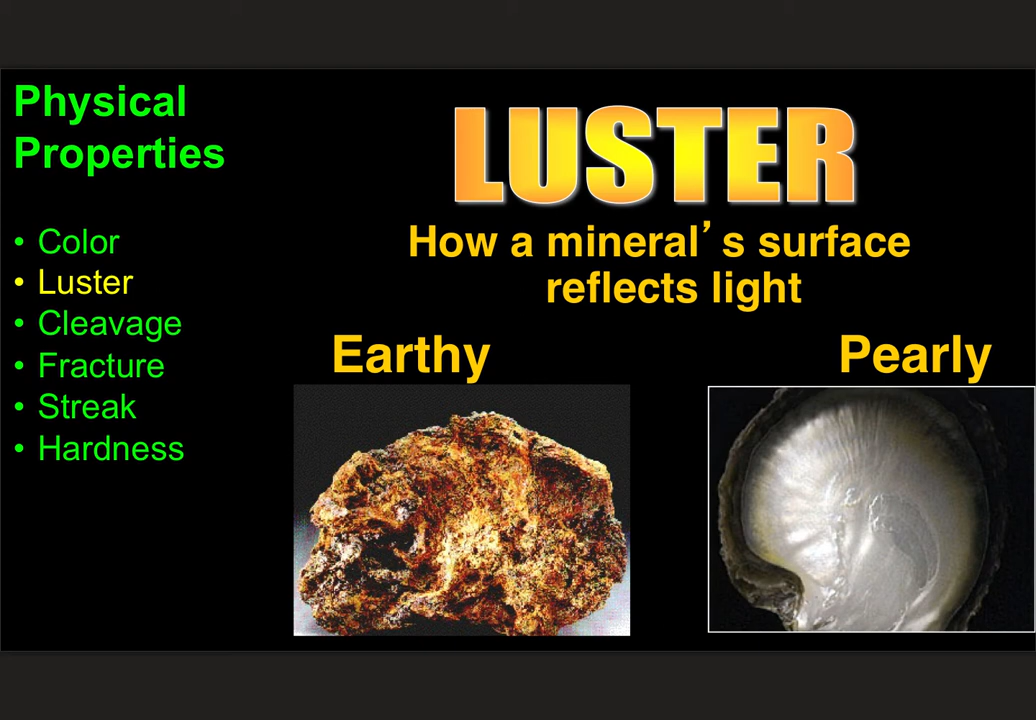 Physical
Properties
• Color
• Luster
• Cleavage
• Fracture
• Streak
• Hardness
LUSTER
How a mineral’s surface
reflects light
Earthy
Pearly